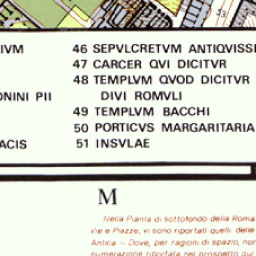 43
IVM
46 SEPVLCRETVM ANTIQVISSI
47 CARCER QVI DICITVR
48 TEMPLVM QVOD DICITVR
ONINI PII
DIVI ROMVLI
49 TEMPLVM BACCHI
50 PORTICVS MARGARITARIA
ACIS
51 INSVLAE
M
Nella Pianta di sottofondo della Roma
Vie e Piazze, vi sono riportati quelli delle
Antica – Dove, per ragioni di spazio, non
numerazione riportata nel prospetto qui